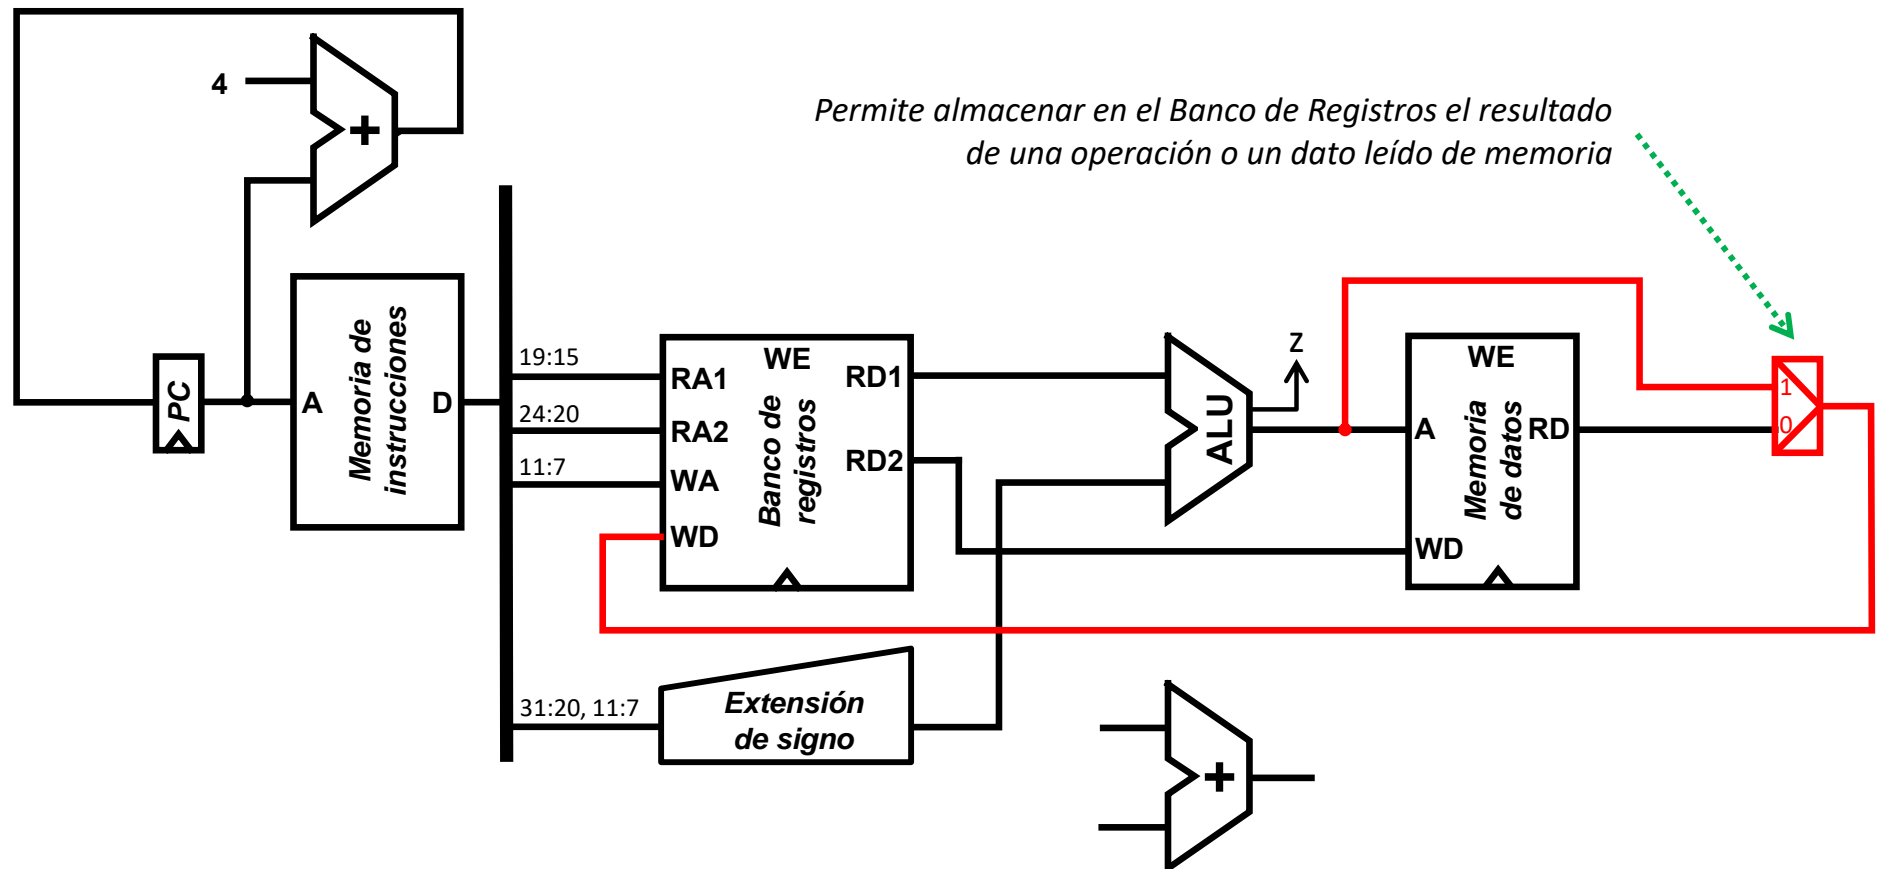 4
+
Permite almacenar en el Banco de Registros el resultado
de una operación o un dato leído de memoria
PC
A
Memoria de
instrucciones
D
19:15
24:20
11:7
31:20, 11:7
RA1
RA2
WA
WD
WE
Banco de
registros
RD1
RD2
Extensión
de signo
ALU
Z
+
WE
A
Memoria
de datos
RD
WD
1
0